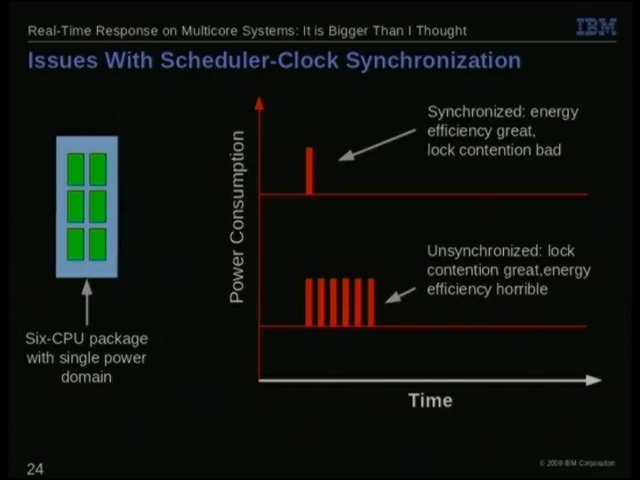 Real-Time Response on Multicore Systems: It is Bigger Than I Thought
IBM
Issues With Scheduler-Clock Synchronization
Synchronized: energy
efficiency great,
lock contention bad
Power Consumption
Unsynchronized: lock
contention great,energy
efficiency horrible
Six-CPU package
with single power
domain
Time
24
© 2009 IBM Corporation